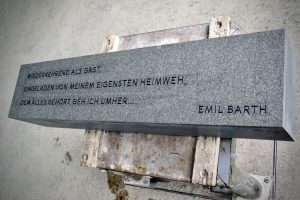 WIEDERKEHREND ALS GAST,
EINGELADEN VON MEINEM EIGENSTEN HEIMWEH,
DEM ALLES GEHÖRT, GEH ICH UMHER....
EMIL BARTH